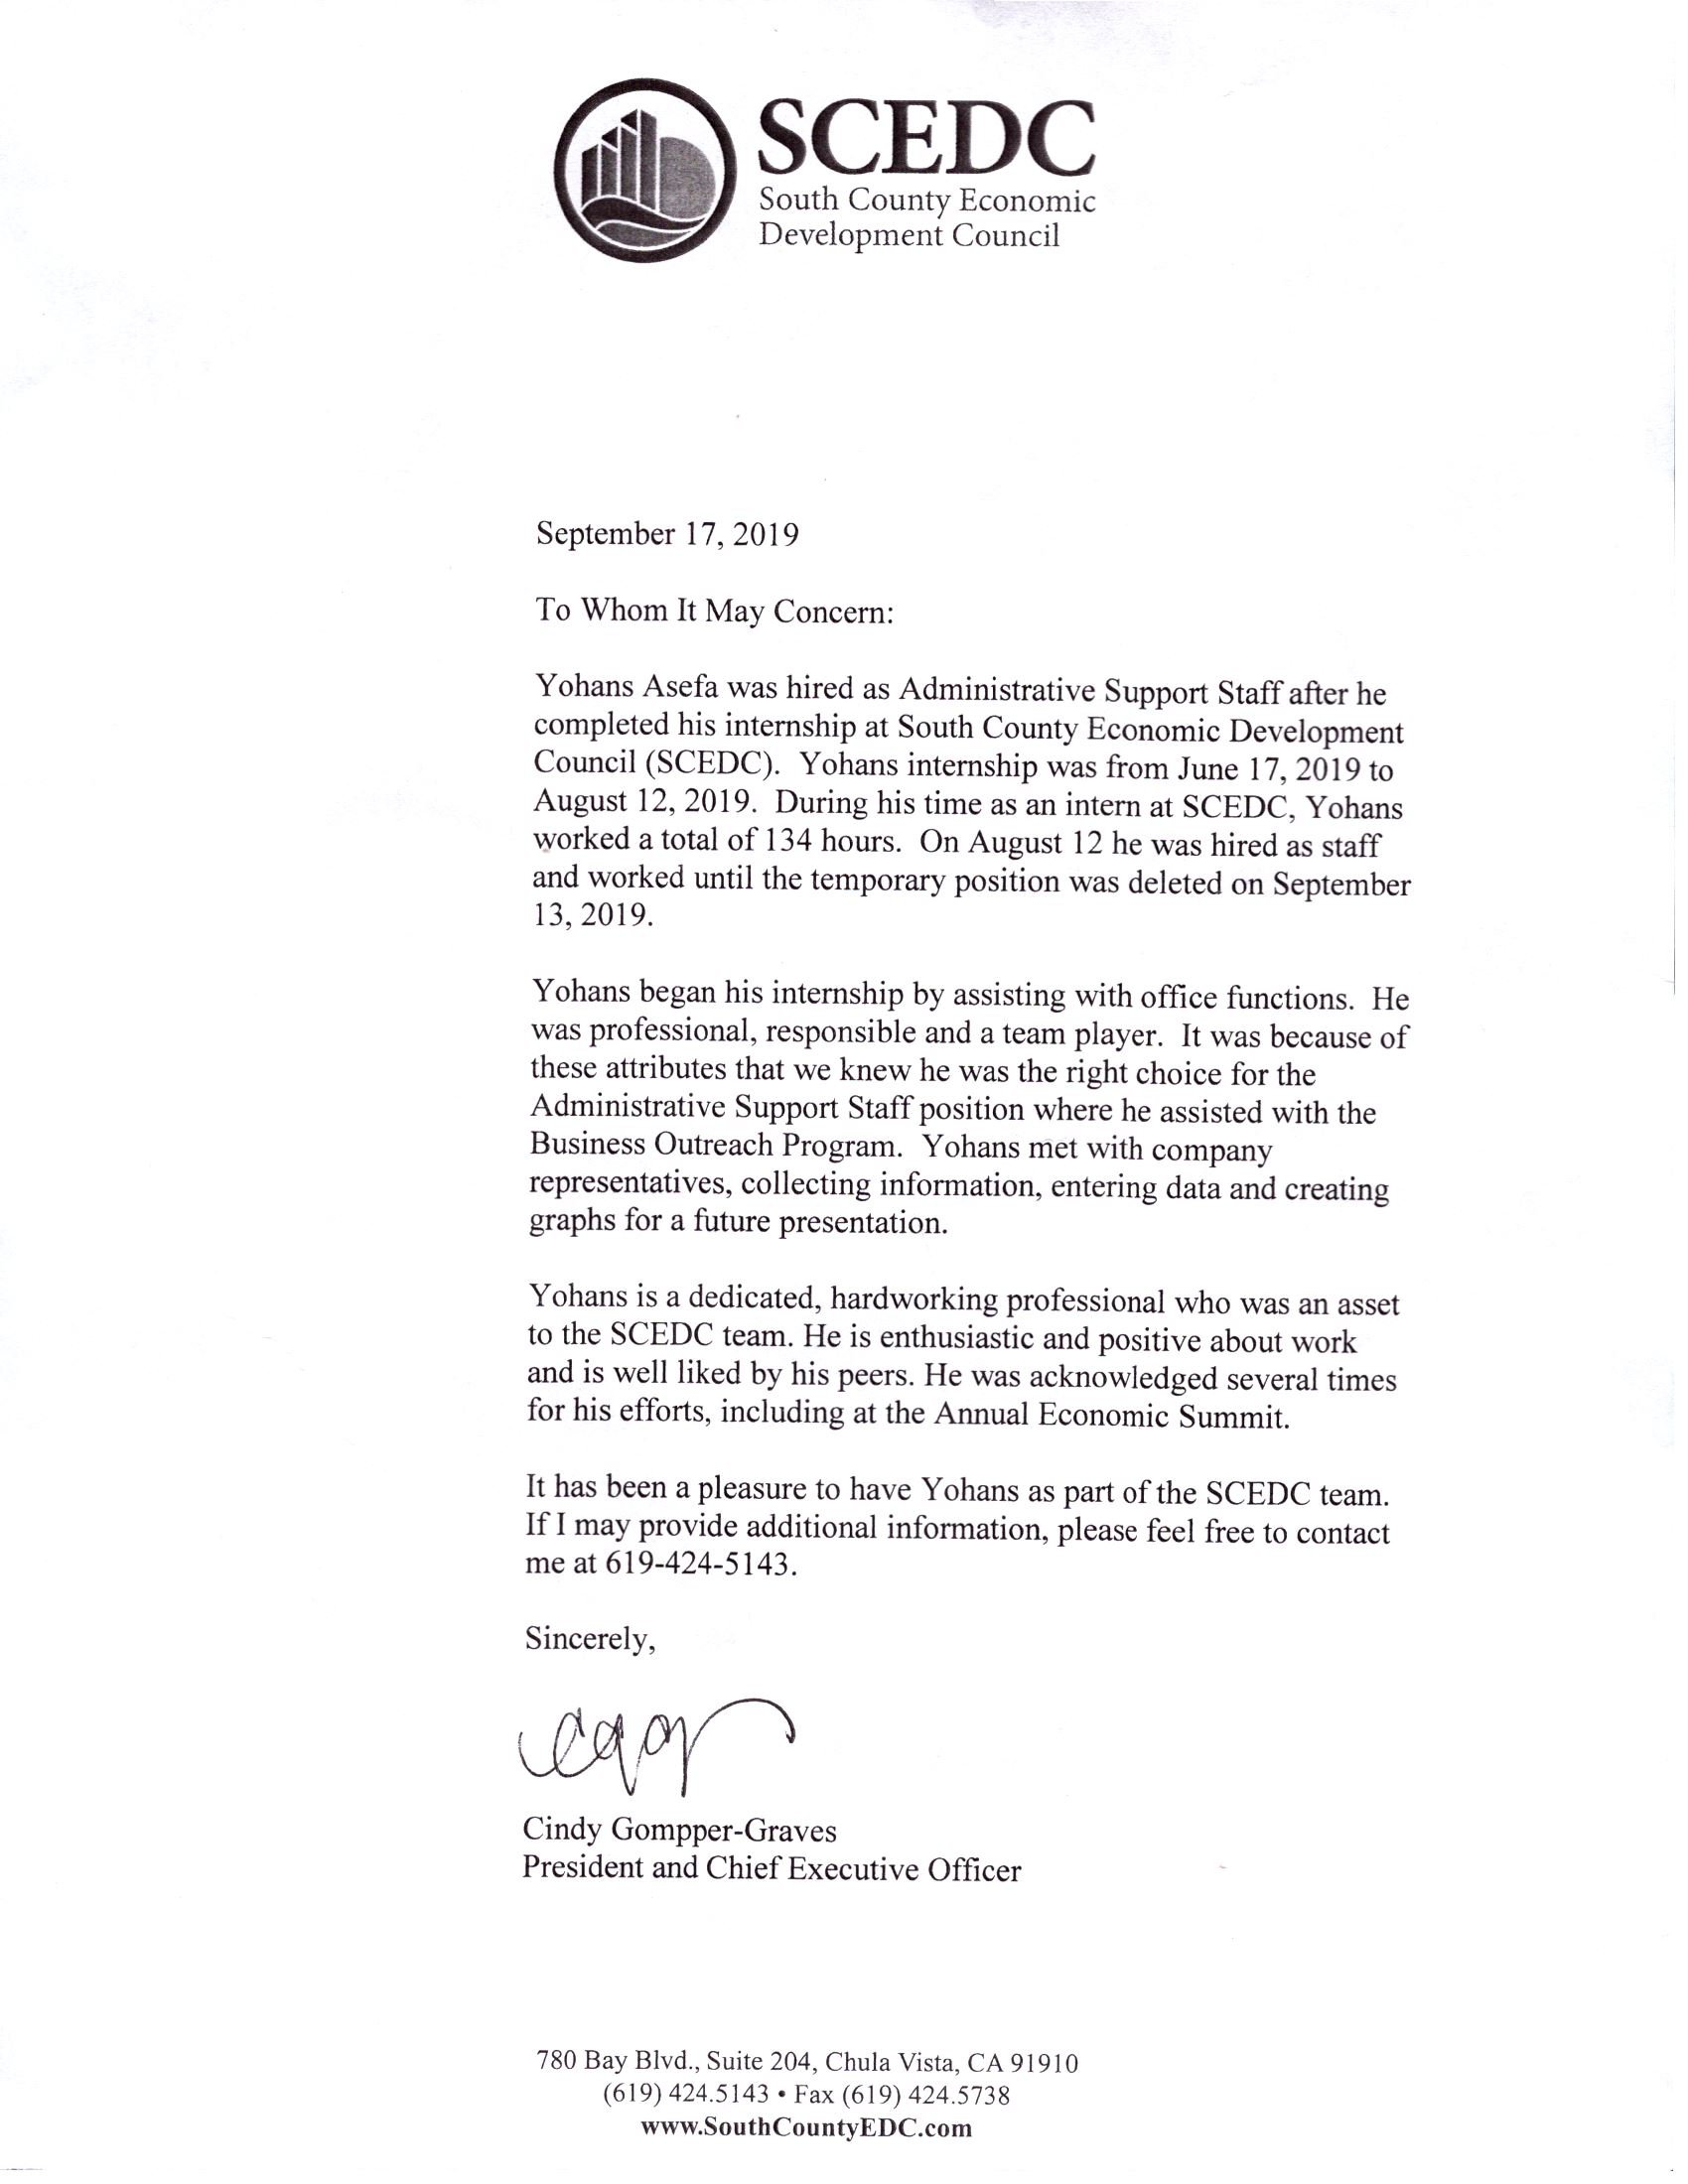 SCEDC
South County Economic
Development Council
September 17, 2019
To Whom It May Concern:
Yohans Asefa was hired as Administrative Support Staff after he
completed his internship at South County Economic Development
Council (SCEDC).  Yohans internship was from June 17, 2019 to
August 12, 2019.  During his time as an intern at SCEDC, Yohans
worked a total of 134 hours.  On August 12 he was hired as staff
and worked until the temporary position was deleted on September
13, 2019.
Yohans began his internship by assisting with office functions.  He
was professional, responsible and a team player.  It was because of
these attributes that we knew he was the right choice for the
Administrative Support Staff position where he assisted with the
Business Outreach Program.  Yohans met with company
representatives, collecting information, entering data and creating
graphs for a future presentation.
Yohans is a dedicated, hardworking professional who was an asset
to the SCEDC team. He is enthusiastic and positive about work
and is well liked by his peers. He was acknowledged several times
for his efforts, including at the Annual Economic Summit.
It has been a pleasure to have Yohans as part of the SCEDC team.
If I may provide additional information, please feel free to contact
me at 619-424-5143.
Sincerely,
Cindy Gompper-Graves
President and Chief Executive Officer
780 Bay Blvd., Suite 204, Chula Vista, CA 91910
(619) 424.5143 • Fax (619) 424.5738
www.SouthCountyEDC.com